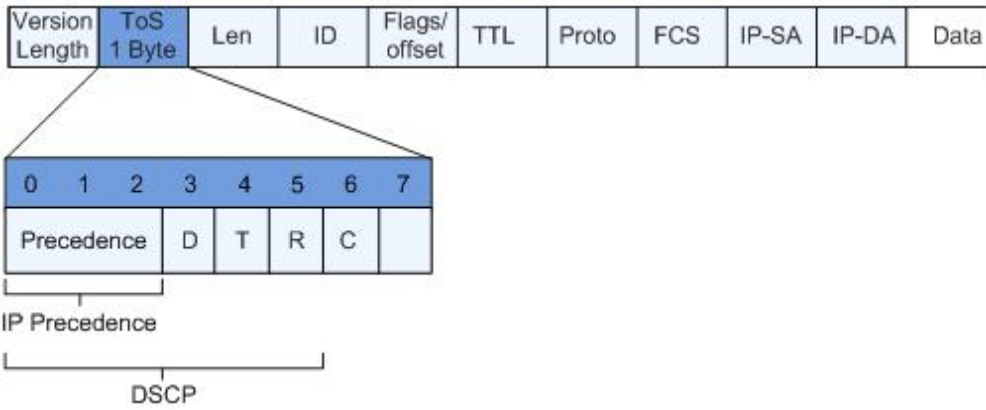 Version Length ToS 1 Byte Len ID Flags/ offset TTL Proto FCS IP-SA IP-DA Data
0 1 2 3 4 5 6 7
Precedence D T R C
IP Precedence
DSCP